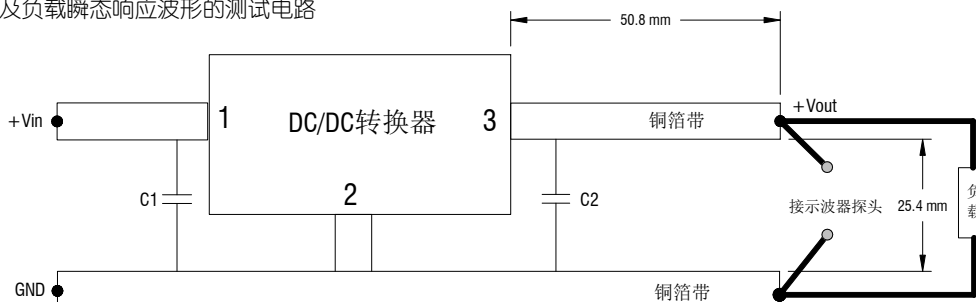 及负载瞬态响应波形的测试电路
50.8 mm
+Vin
1
DC/DC转换器
3
铜箔带
+Vout
C1
2
C2
接示波器探头
25.4 mm
负
载
GND
铜箔带